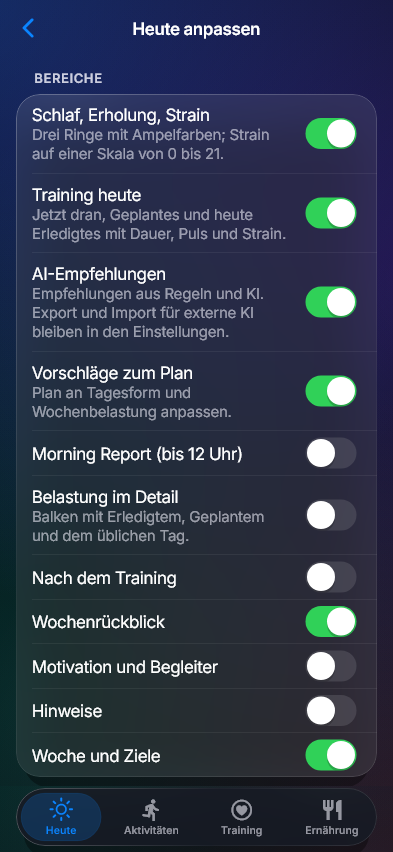 Heute anpassen
BEREICHE
Schlaf, Erholung, Strain
Drei Ringe mit Ampelfarben; Strain
auf einer Skala von 0 bis 21.
Training heute
Jetzt dran, Geplantes und heute
Erledigtes mit Dauer, Puls und Strain.
AI-Empfehlungen
Empfehlungen aus Regeln und KI.
Export und Import für externe KI
bleiben in den Einstellungen.
Vorschläge zum Plan
Plan an Tagesform und
Wochenbelastung anpassen.
Morning Report (bis 12 Uhr)
Belastung im Detail
Balken mit Erledigtem, Geplantem
und dem üblichen Tag.
Nach dem Training
Wochenrückblick
Motivation und Begleiter
Hinweise
Woche und Ziele
Heute
Aktivitäten
Training
Ernährung